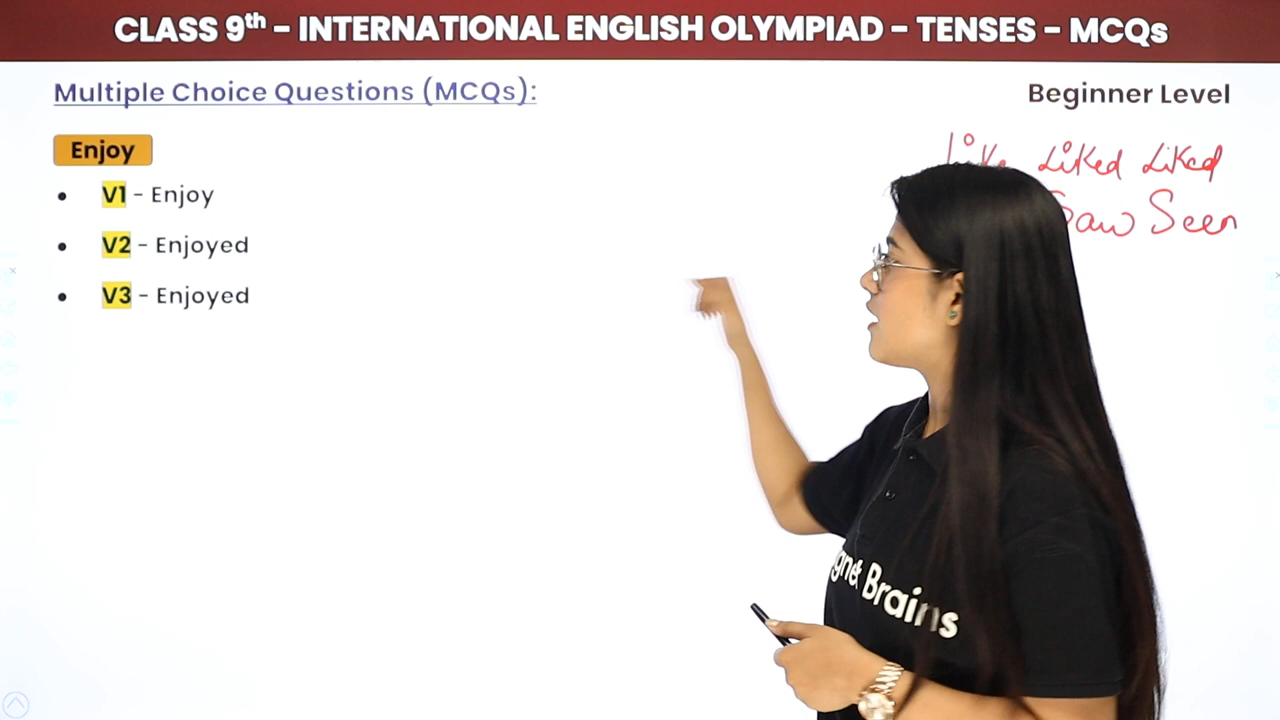 CLASS 9th – INTERNATIONAL ENGLISH OLYMPIAD – TENSES – MCQs
Multiple Choice Questions (MCQs):
Beginner Level
Enjoy
• V1 - Enjoy
• V2 - Enjoyed
• V3 - Enjoyed
Like Liked Liked
Saw Seen
Brains